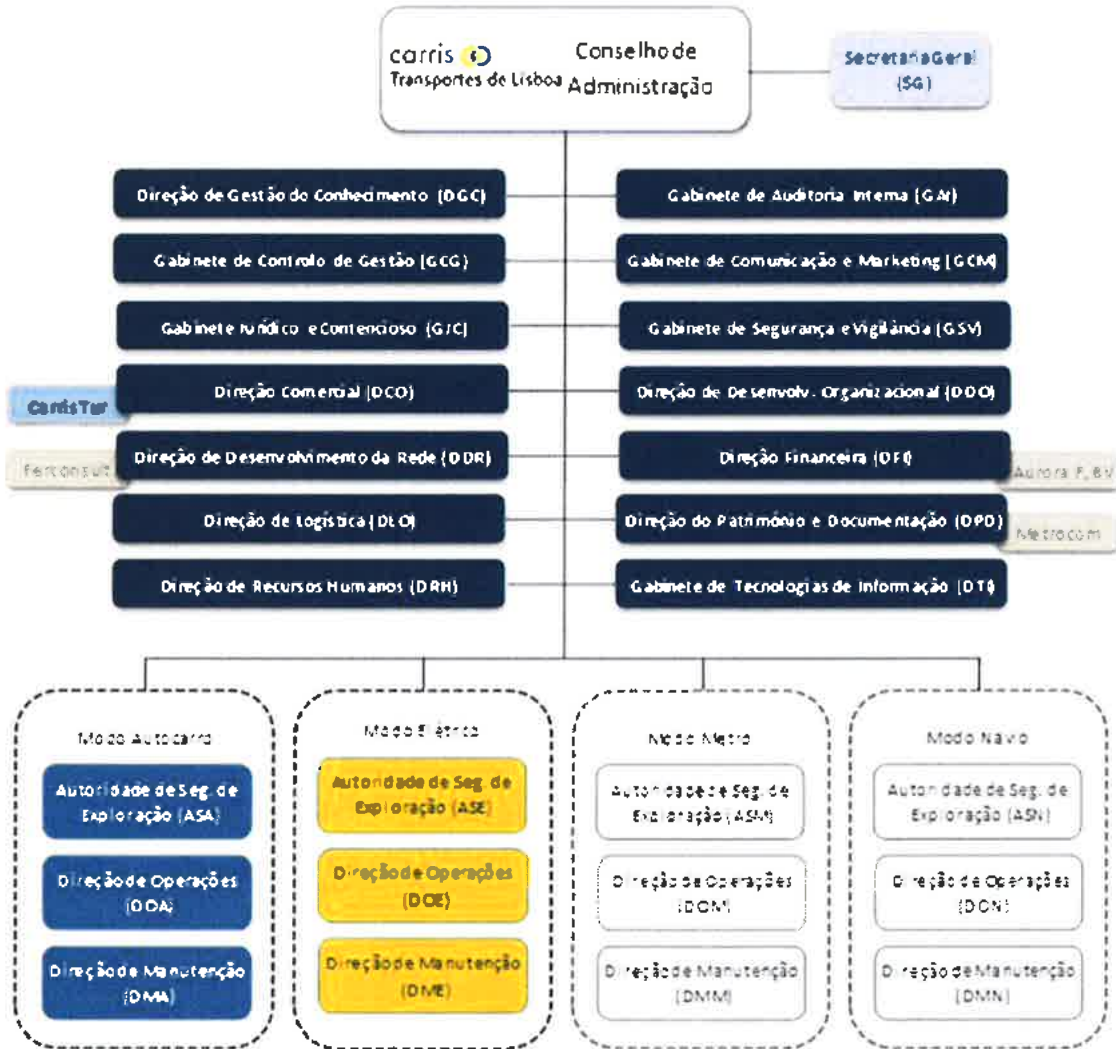 carris
Transportes de Lisboa
Conselho de
Administração
Secretaria Geral
(SG)
Direção de Gestão do Conhecimento (DGC)
Gabinete de Auditoria Interna (GAI)
Gabinete de Controlo de Gestão (GCG)
Gabinete de Comunicação e Marketing (GCM)
Gabinete Jurídico e Contencioso (GJC)
Gabinete de Segurança e Vigilância (GSV)
CarrisTur
Direção Comercial (DCO)
Direção de Desenvolv. Organizacional (DDO)
Ferconsult
Direção de Desenvolvimento da Rede (DDR)
Direção Financeira (DFI)
Aurora F, BV
Direção de Logística (DLO)
Direção do Património e Documentação (DPD)
Metrocom
Direção de Recursos Humanos (DRH)
Gabinete de Tecnologias de Informação (DTI)
Modo Autocarro
Autoridade de Seg. de
Exploração (ASA)
Direção de Operações
(DOA)
Direção de Manutenção
(DMA)
Modo Elétrico
Autoridade de Seg. de
Exploração (ASE)
Direção de Operações
(DOE)
Direção de Manutenção
(DME)
Modo Metro
Autoridade de Seg. de
Exploração (ASM)
Direção de Operações
(DOM)
Direção de Manutenção
(DMM)
Modo Navio
Autoridade de Seg. de
Exploração (ASN)
Direção de Operações
(DON)
Direção de Manutenção
(DMN)